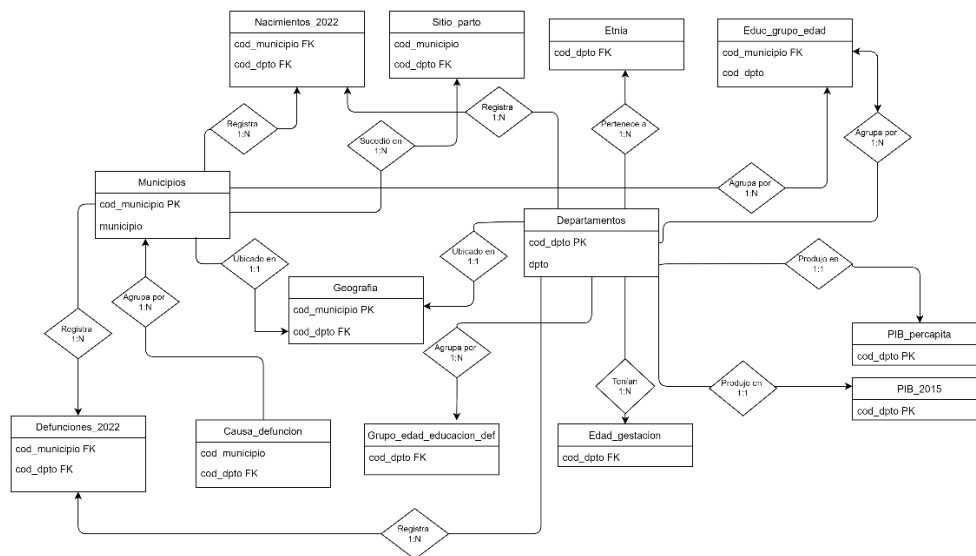 Nacimientos_2022
cod_municipio FK
cod_dpto FK
Sitio_parto
cod_municipio
cod_dpto FK
Etnia
cod_dpto FK
Educ_grupo_edad
cod_municipio FK
cod_dpto
Registra
1:N
Sucedió en
1:N
Registra
1:N
Pertenece a
1:N
Agrupa por
1:N
Agrupa por
1:N
Municipios
cod_municipio PK
municipio
Departamentos
cod_dpto PK
dpto
Ubicado en
1:1
Ubicado en
1:1
Produjo en
1:1
Geografia
cod_municipio PK
cod_dpto FK
Agrupa por
1:N
Registra
1:N
Agrupa por
1:N
PIB_percapita
cod_dpto PK
Tonían
1:N
Produjo en
1:1
PIB_2015
cod_dpto PK
Defunciones_2022
cod_municipio FK
cod_dpto FK
Causa_defuncion
cod_municipio
cod_dpto FK
Grupo_edad_educacion_def
cod_dpto FK
Edad_gestacion
cod_dpto FK
Registra
1:N